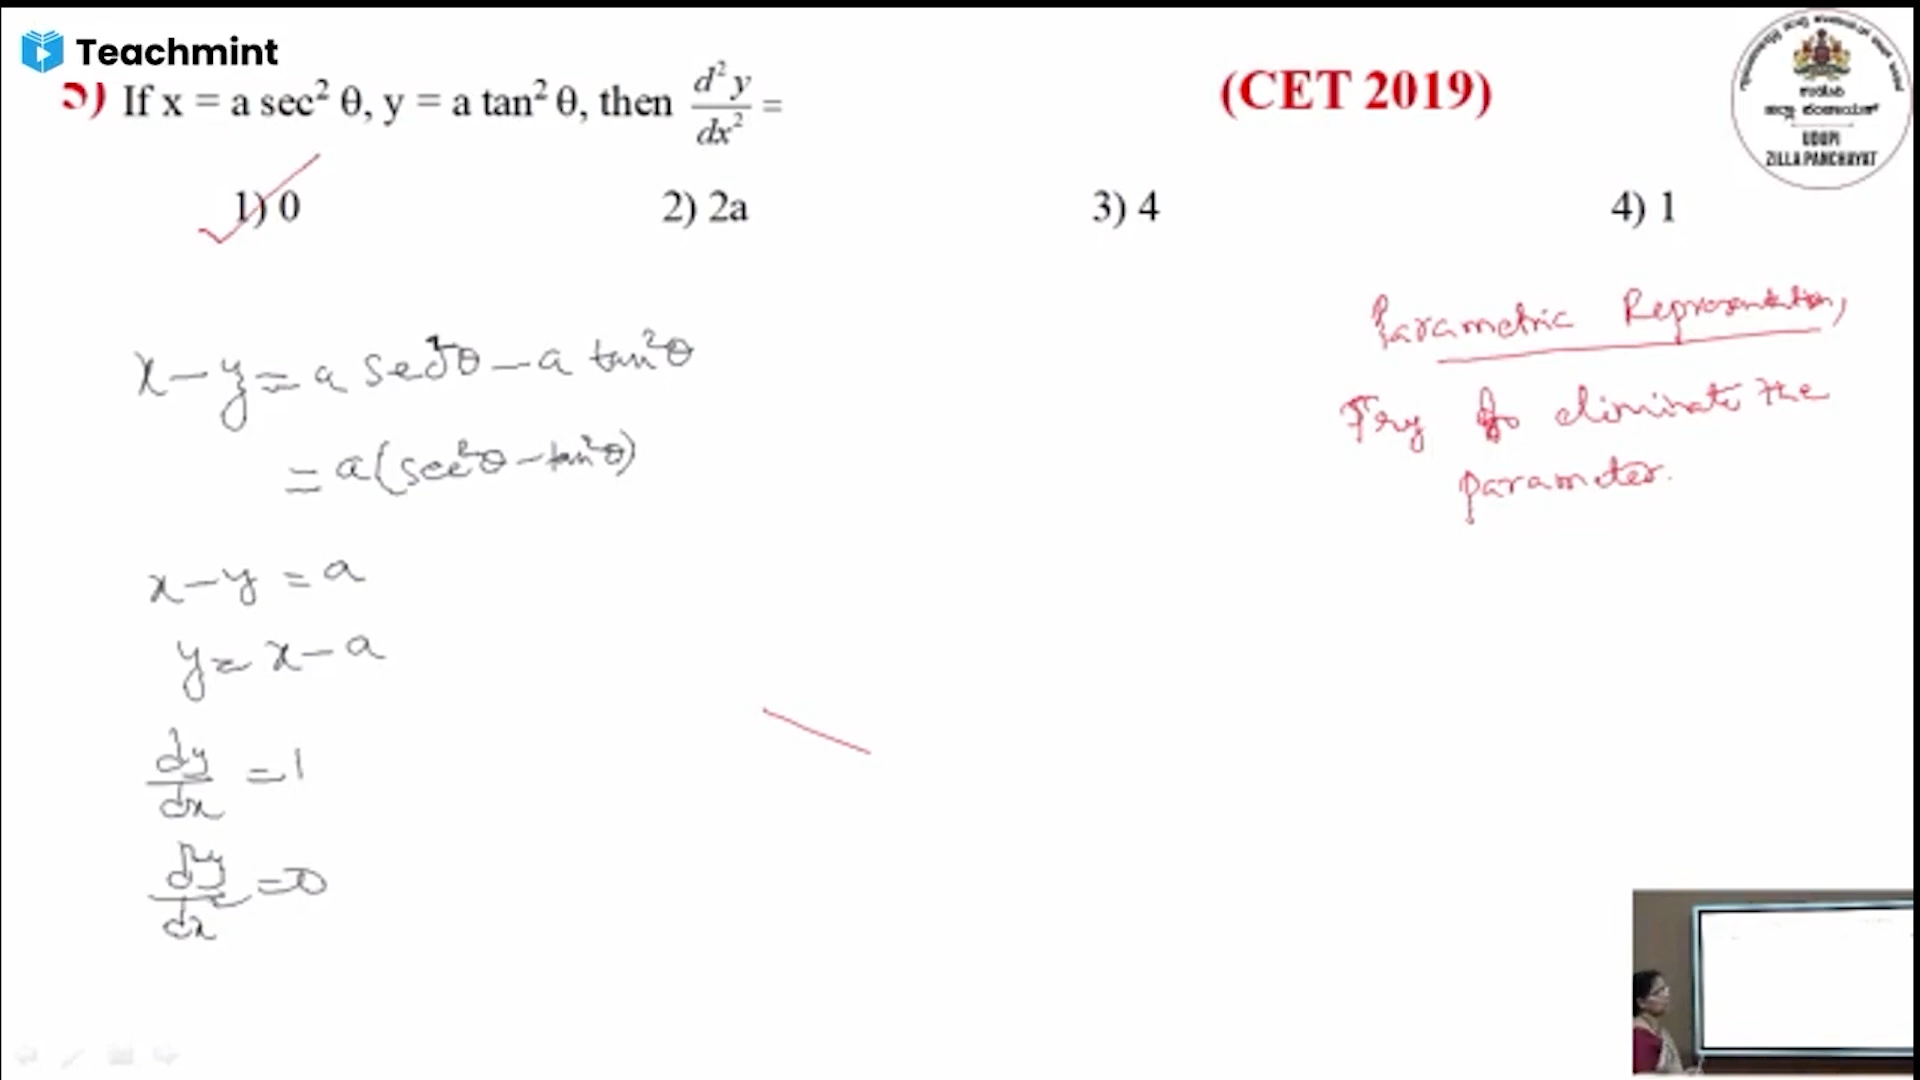 Teachmint
5) If x = a sec² θ, y = a tan² θ, then d²y/dx² =
(CET 2019)
UDUPI
ZILLA PANCHAYAT
1) 0 2) 2a 3) 4 4) 1
Parametric Representation,
Try to eliminate the
parameter.
x - y = a sec²θ - a tan²θ
= a(sec²θ - tan²θ)
x - y = a
y = x - a
dy/dx = 1
d²y/dx² = 0